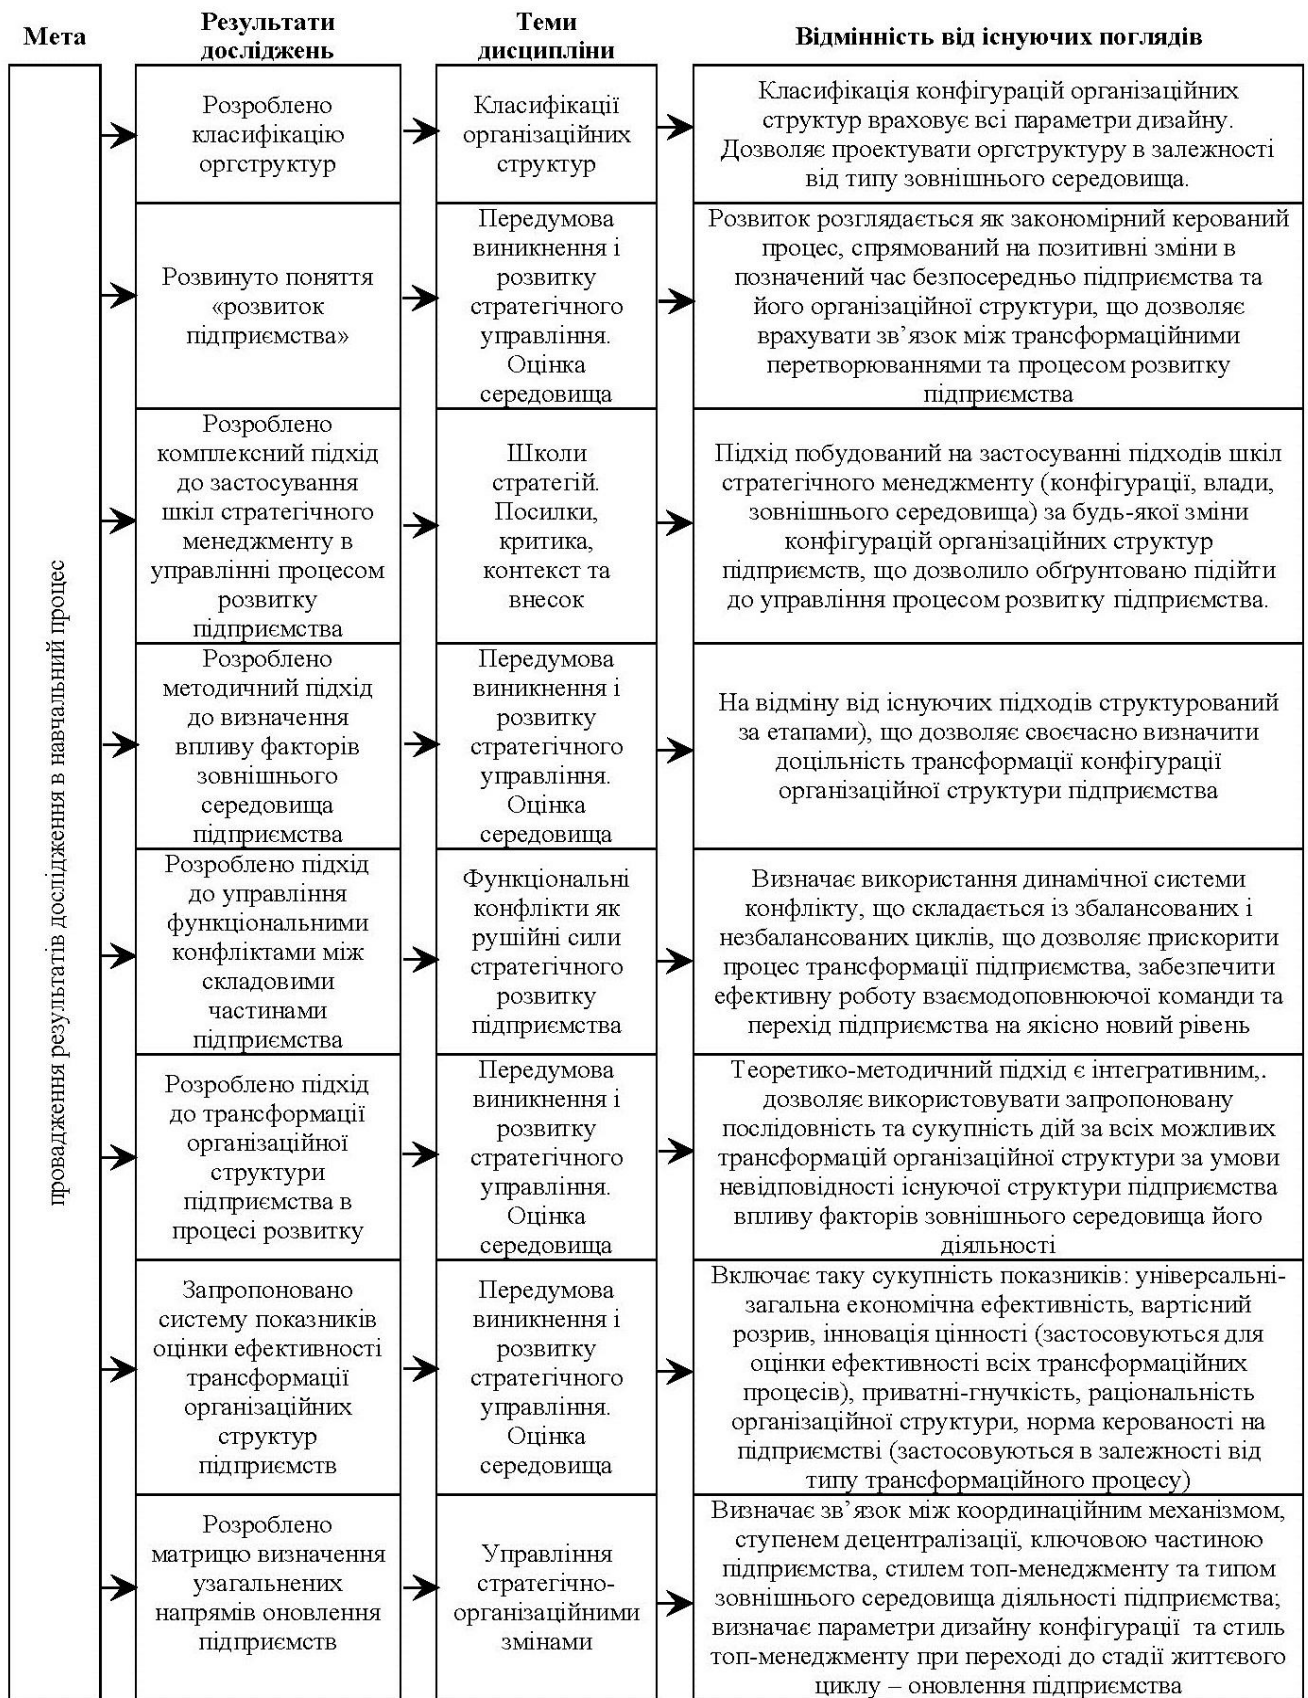 Мета
Результати
досліджень
Теми
дисципліни
Відмінність від існуючих поглядів
провадження результатів дослідження в навчальний процес
Розроблено
класифікацію
оргструктур
Класифікації
організаційних
структур
Класифікація конфігурацій організаційних
структур враховує всі параметри дизайну.
Дозволяє проектувати оргструктуру в залежності
від типу зовнішнього середовища.
Розвинуто поняття
«розвиток
підприємства»
Передумова
виникнення і
розвитку
стратегічного
управління.
Оцінка
середовища
Розвиток розглядається як закономірний керований
процес, спрямований на позитивні зміни в
позначений час безпосередньо підприємства та
його організаційної структури, що дозволяє
врахувати зв’язок між трансформаційними
перетворюваннями та процесом розвитку
підприємства
Розроблено
комплексний підхід
до застосування
шкіл стратегічного
менеджменту в
управлінні процесом
розвитку
підприємства
Школи
стратегій.
Посилки,
критика,
контекст та
внесок
Підхід побудований на застосуванні підходів шкіл
стратегічного менеджменту (конфігурації, влади,
зовнішнього середовища) за будь-якої зміни
конфігурацій організаційних структур
підприємств, що дозволило обґрунтовано підійти
до управління процесом розвитку підприємства.
Розроблено
методичний підхід
до визначення
впливу факторів
зовнішнього
середовища
підприємства
Передумова
виникнення і
розвитку
стратегічного
управління.
Оцінка
середовища
На відміну від існуючих підходів структурований
за етапами), що дозволяє своєчасно визначити
доцільність трансформації конфігурації
організаційної структури підприємства
Розроблено підхід
до управління
функціональними
конфліктами між
складовими
частинами
підприємства
Функціональні
конфлікти як
рушійні сили
стратегічного
розвитку
підприємства
Визначає використання динамічної системи
конфлікту, що складається із збалансованих і
незбалансованих циклів, що дозволяє прискорити
процес трансформації підприємства, забезпечити
ефективну роботу взаємодоповнюючої команди та
перехід підприємства на якісно новий рівень
Розроблено підхід
до трансформації
організаційної
структури
підприємства в
процесі розвитку
Передумова
виникнення і
розвитку
стратегічного
управління.
Оцінка
середовища
Теоретико-методичний підхід є інтегративним,.
дозволяє використовувати запропоновану
послідовність та сукупність дій за всіх можливих
трансформацій організаційної структури за умови
невідповідності існуючої структури підприємства
впливу факторів зовнішнього середовища його
діяльності
Запропоновано
систему показників
оцінки ефективності
трансформації
організаційних
структур
підприємств
Передумова
виникнення і
розвитку
стратегічного
управління.
Оцінка
середовища
Включає таку сукупність показників: універсальні-
загальна економічна ефективність, вартісний
розрив, інновація цінності (застосовуються для
оцінки ефективності всіх трансформаційних
процесів), приватні-гнучкість, раціональність
організаційної структури, норма керованості на
підприємстві (застосовуються в залежності від
типу трансформаційного процесу)
Розроблено
матрицю визначення
узагальнених
напрямів оновлення
підприємств
Управління
стратегічно-
організаційними
змінами
Визначає зв’язок між координаційним механізмом,
ступенем децентралізації, ключовою частиною
підприємства, стилем топ-менеджменту та типом
зовнішнього середовища діяльності підприємства;
визначає параметри дизайну конфігурації та стиль
топ-менеджменту при переході до стадії життєвого
циклу – оновлення підприємства